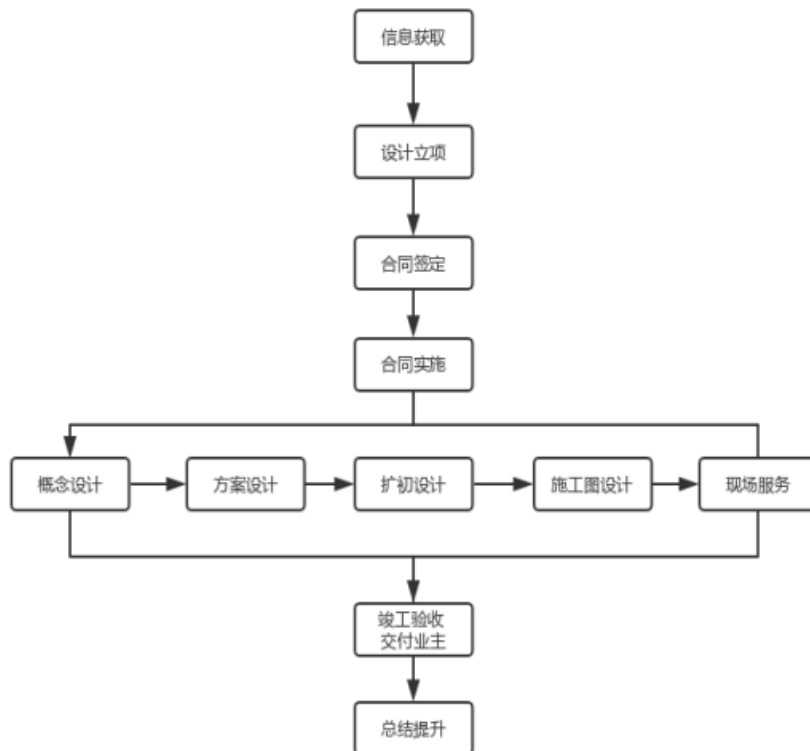 信息获取
设计立项
合同签定
合同实施
概念设计
方案设计
扩初设计
施工图设计
现场服务
竣工验收
交付业主
总结提升